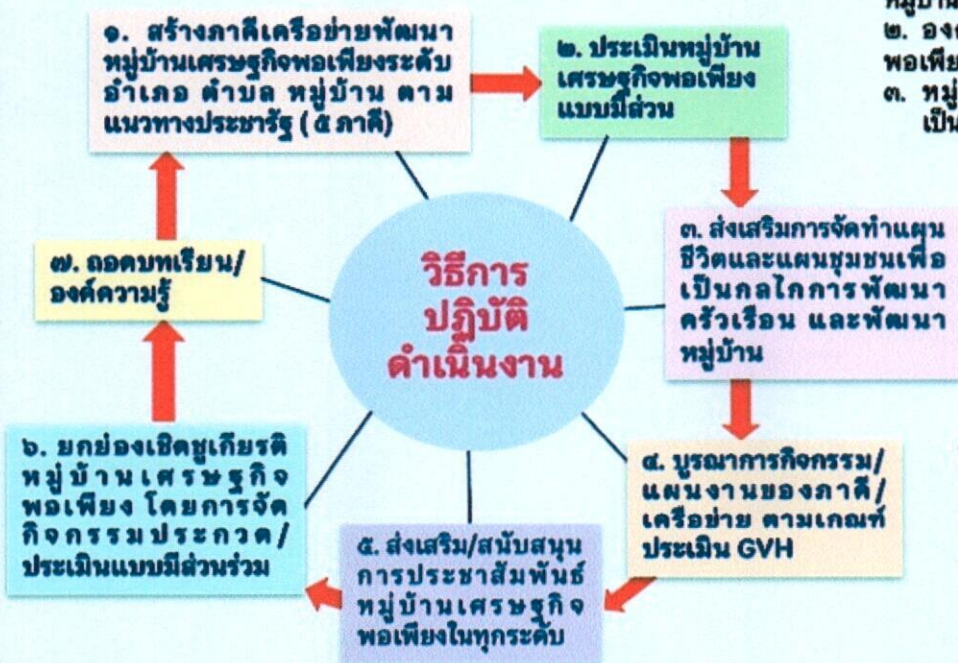 ๑. สร้างภาคีเครือข่ายพัฒนา
หมู่บ้านเศรษฐกิจพอเพียงระดับ
อำเภอ ตำบล หมู่บ้าน ตาม
แนวทางประชารัฐ ( ๕ ภาคี)
๒. ประเมินหมู่บ้าน
เศรษฐกิจพอเพียง
แบบมีส่วน
๓. ส่งเสริมการจัดทำแผน
ชีวิตและแผนชุมชนเพื่อ
เป็นกลไกการพัฒนา
ครัวเรือน และพัฒนา
หมู่บ้าน
๔. บูรณาการกิจกรรม/
แผนงานของภาคี/
เครือข่าย ตามเกณฑ์
ประเมิน GVH
๕. ส่งเสริม/สนับสนุน
การประชาสัมพันธ์
หมู่บ้านเศรษฐกิจ
พอเพียงในทุกระดับ
๖. ยกย่องเชิดชูเกียรติ
หมู่บ้านเศรษฐกิจ
พอเพียง โดยการจัด
กิจกรรมประกวด/
ประเมินแบบมีส่วนร่วม
๗. ถอดบทเรียน/
องค์ความรู้
วิธีการ
ปฏิบัติ
ดำเนินงาน
หมู่บ้าน
๒. อง
พอเพีย
๓. หมู่
เป็น